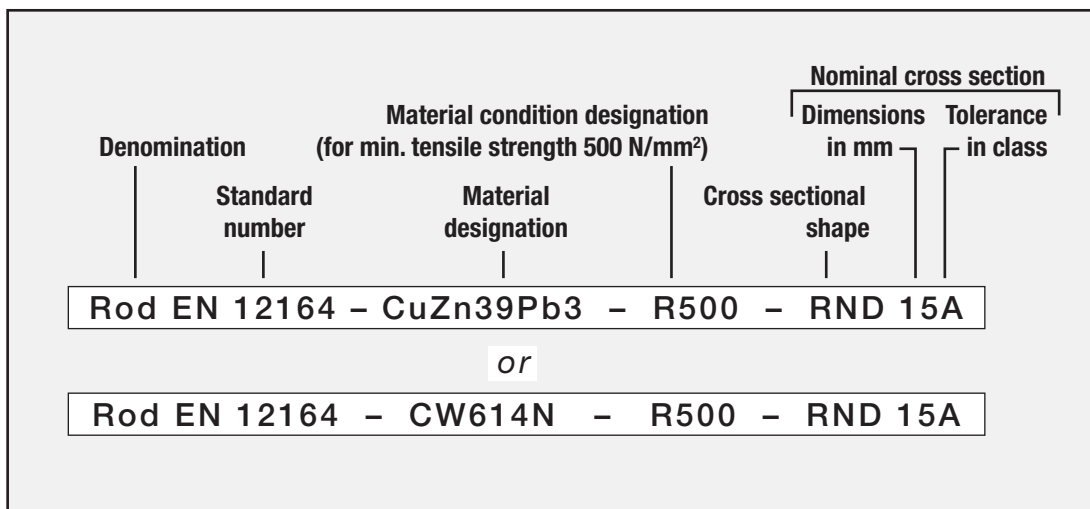 Nominal cross section
Material condition designation
(for min. tensile strength 500 N/mm²)
Dimensions
in mm
Tolerance
in class
Denomination
Standard
number
Material
designation
Cross sectional
shape
Rod EN 12164 – CuZn39Pb3 – R500 – RND 15A
or
Rod EN 12164 – CW614N – R500 – RND 15A